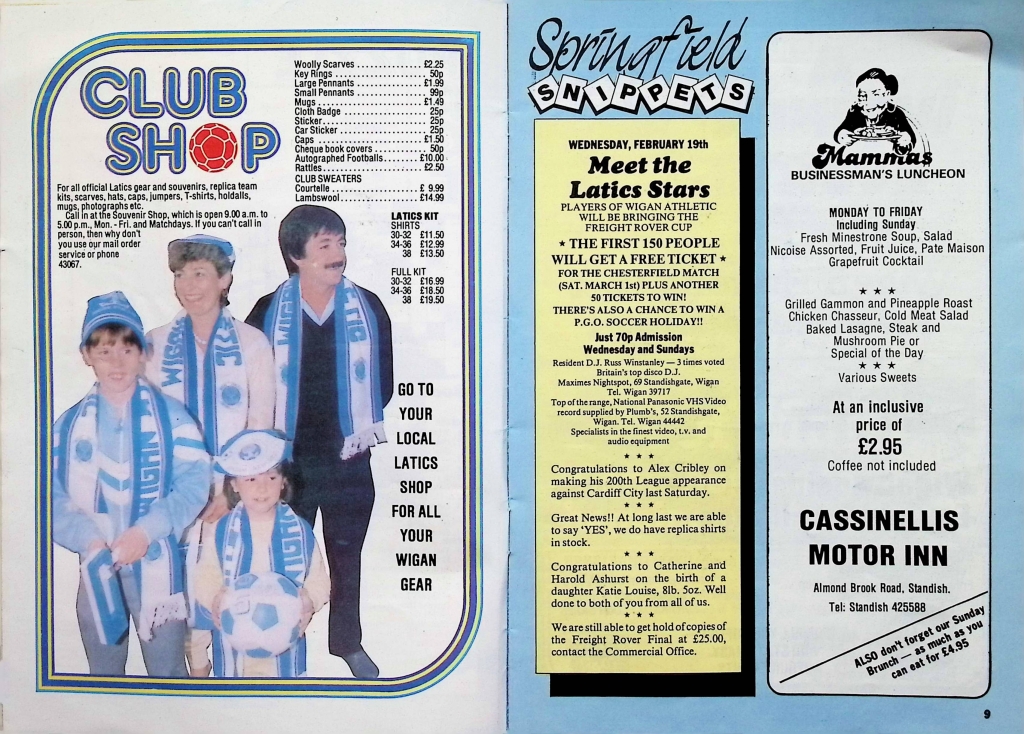 CLUB
SHOP
For all official Latics gear and souvenirs, replica team
kits, scarves, hats, caps, jumpers, T-shirts, holdalls,
mugs, photographs etc.
Call in at the Souvenir Shop, which is open 9.00 a.m. to
5.00 p.m., Mon. - Fri. and Matchdays. If you can't call in
person, then why don't
you use our mail order
service or phone
43067.
Woolly Scarves . . . . . . . . . . . . . £2.25
Key Rings . . . . . . . . . . . . . . . . . . 50p
Large Pennants . . . . . . . . . . . . £1.99
Small Pennants . . . . . . . . . . . . . 99p
Mugs . . . . . . . . . . . . . . . . . . . . . £1.49
Cloth Badge . . . . . . . . . . . . . . . . 25p
Sticker . . . . . . . . . . . . . . . . . . . . . 25p
Car Sticker . . . . . . . . . . . . . . . . . 25p
Caps . . . . . . . . . . . . . . . . . . . . . £1.50
Cheque book covers . . . . . . . . . 50p
Autographed Footballs . . . . . . . £10.00
Rattles . . . . . . . . . . . . . . . . . . . £2.50
CLUB SWEATERS
Courtelle . . . . . . . . . . . . . . . . . £ 9.99
Lambswool . . . . . . . . . . . . . . . £14.99
LATICS KIT
SHIRTS
30-32 £11.50
34-36 £12.99
38 £13.50
FULL KIT
30-32 £16.99
34-36 £18.50
38 £19.50
WIGAN
WIGAN
WIGAN
GO TO
YOUR
LOCAL
LATICS
SHOP
FOR ALL
YOUR
WIGAN
GEAR
Springfield
SNIPPETS
WEDNESDAY, FEBRUARY 19th
Meet the
Latics Stars
PLAYERS OF WIGAN ATHLETIC
WILL BE BRINGING THE
FREIGHT ROVER CUP
★ THE FIRST 150 PEOPLE
WILL GET A FREE TICKET ★
FOR THE CHESTERFIELD MATCH
(SAT. MARCH 1st) PLUS ANOTHER
50 TICKETS TO WIN!
THERE'S ALSO A CHANCE TO WIN A
P.G.O. SOCCER HOLIDAY!!
Just 70p Admission
Wednesday and Sundays
Resident D.J. Russ Winstanley — 3 times voted
Britain's top disco D.J.
Maximes Nightspot, 69 Standishgate, Wigan
Tel. Wigan 39717
Top of the range, National Panasonic VHS Video
record supplied by Plumb's, 52 Standishgate,
Wigan. Tel. Wigan 44442
Specialists in the finest video, t.v. and
audio equipment
★ ★ ★
Congratulations to Alex Cribley on
making his 200th League appearance
against Cardiff City last Saturday.
★ ★ ★
Great News!! At long last we are able
to say 'YES', we do have replica shirts
in stock.
★ ★ ★
Congratulations to Catherine and
Harold Ashurst on the birth of a
daughter Katie Louise, 8lb. 5oz. Well
done to both of you from all of us.
★ ★ ★
We are still able to get hold of copies of
the Freight Rover Final at £25.00,
contact the Commercial Office.
Mammas
BUSINESSMAN'S LUNCHEON
MONDAY TO FRIDAY
Including Sunday
Fresh Minestrone Soup, Salad
Nicoise Assorted, Fruit Juice, Pate Maison
Grapefruit Cocktail
★ ★ ★
Grilled Gammon and Pineapple Roast
Chicken Chasseur, Cold Meat Salad
Baked Lasagne, Steak and
Mushroom Pie or
Special of the Day
★ ★ ★
Various Sweets
At an inclusive
price of
£2.95
Coffee not included
CASSINELLIS
MOTOR INN
Almond Brook Road, Standish.
Tel: Standish 425588
ALSO don't forget our Sunday
Brunch — as much as you
can eat for £4.95
9